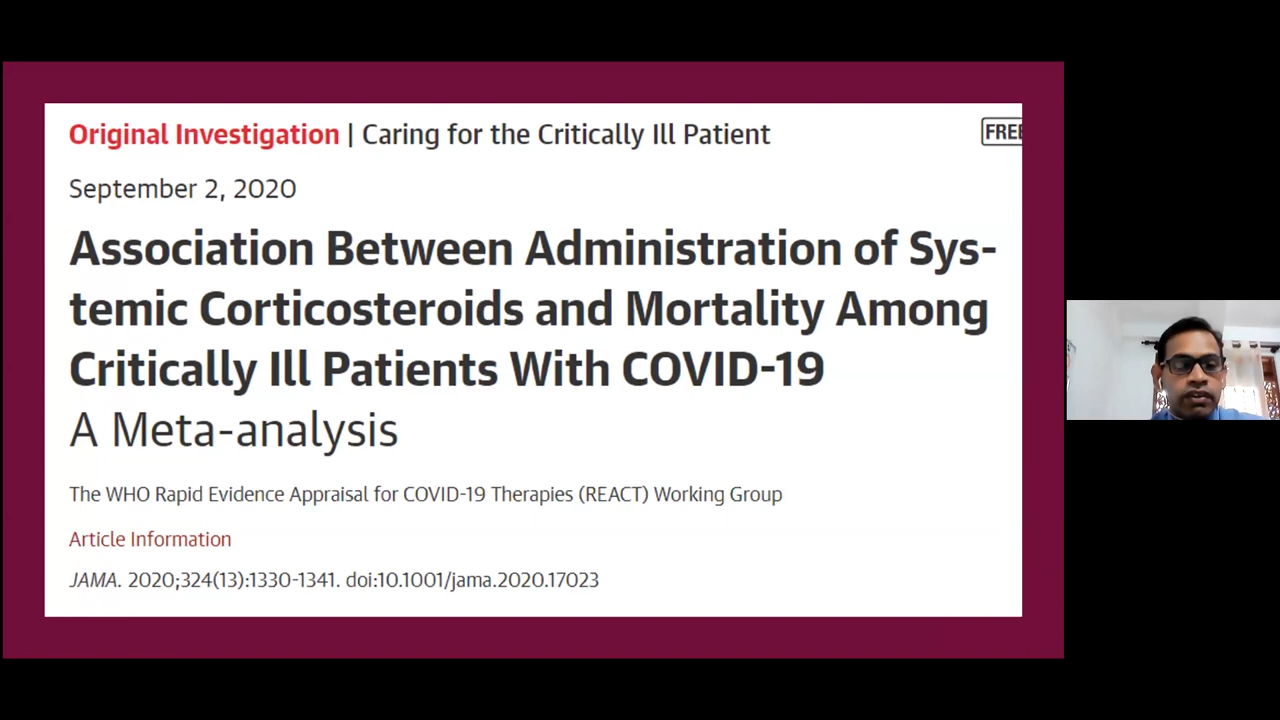 Original Investigation | Caring for the Critically Ill Patient
FREE
September 2, 2020
Association Between Administration of Sys-
temic Corticosteroids and Mortality Among
Critically Ill Patients With COVID-19
A Meta-analysis
The WHO Rapid Evidence Appraisal for COVID-19 Therapies (REACT) Working Group
Article Information
JAMA. 2020;324(13):1330-1341. doi:10.1001/jama.2020.17023